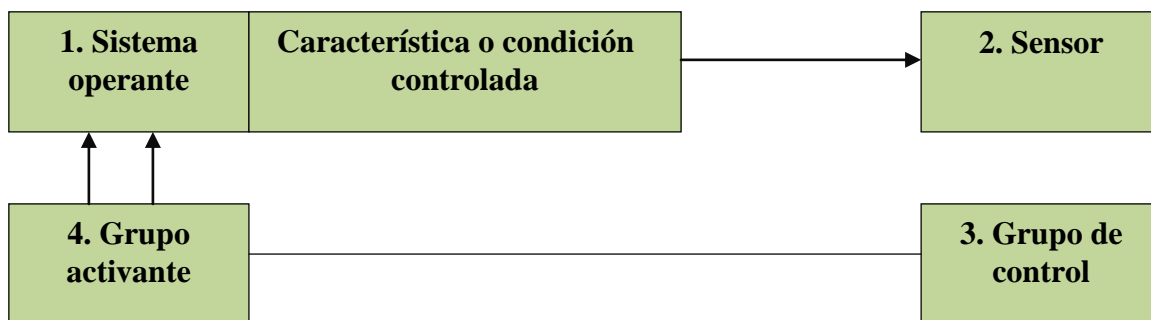 1. Sistema
operante
Característica o condición
controlada
2. Sensor
4. Grupo
activante
3. Grupo de
control